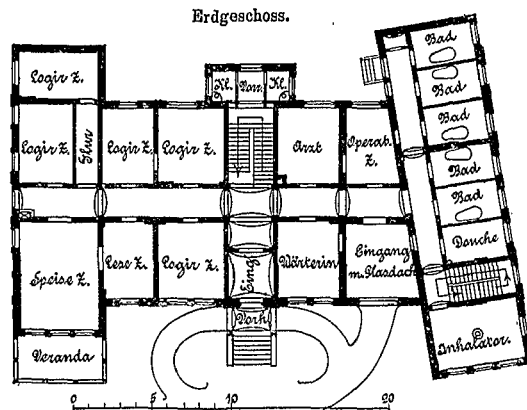 Erdgeschoss.
Bad
Logir Z.
Kl. Vorr. Kl.
Bad
Bad
Logir Z.
Flur
Logir Z.
Logir Z.
Arzt
Operat.
Z.
Bad
Bad
Douche
Speise Z.
Lese Z.
Logir Z.
Eing.
Wärterin
Eingang
m. Glasdach
Vorh.
Veranda
Inhalator.
0 5 10 20